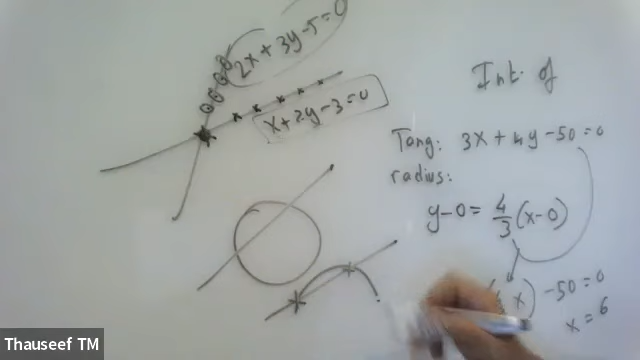 2x + 3y - 5 = 0
x + 2y - 3 = 0
Int. of
Tang: 3x + 4y - 50 = 0
radius:
y - 0 = 4/3 (x - 0)
x) - 50 = 0
x = 6
Thauseef TM